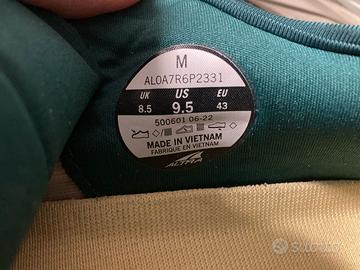 M
AL0A7R6P2331
UK US EU
8.5 9.5 43
500601 06-22
MADE IN VIETNAM
FABRIQUE EN VIETNAM
ALTRA
subito